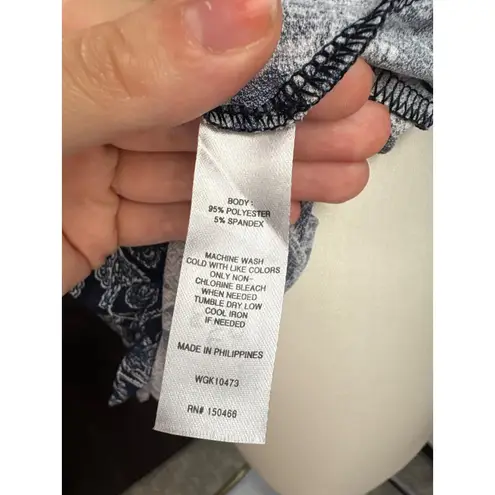 BODY:
95% POLYESTER
5% SPANDEX
MACHINE WASH
COLD WITH LIKE COLORS
ONLY NON-
CHLORINE BLEACH
WHEN NEEDED
TUMBLE DRY LOW
COOL IRON
IF NEEDED
MADE IN PHILIPPINES
WGK10473
RN# 150466